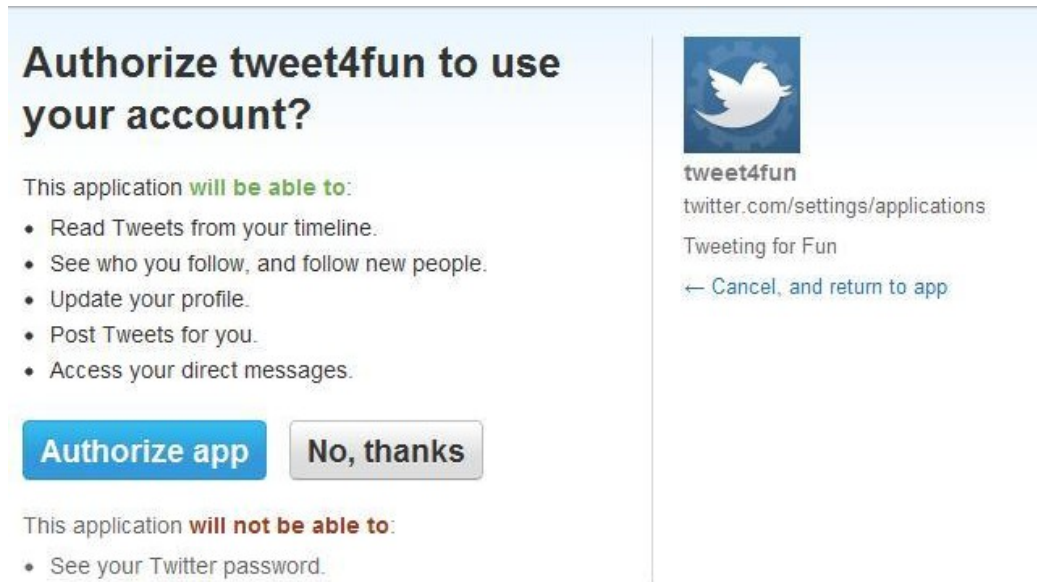 Authorize tweet4fun to use
your account?
This application will be able to:
• Read Tweets from your timeline.
• See who you follow, and follow new people.
• Update your profile.
• Post Tweets for you.
• Access your direct messages.
Authorize app
No, thanks
This application will not be able to:
• See your Twitter password.
tweet4fun
twitter.com/settings/applications
Tweeting for Fun
← Cancel, and return to app